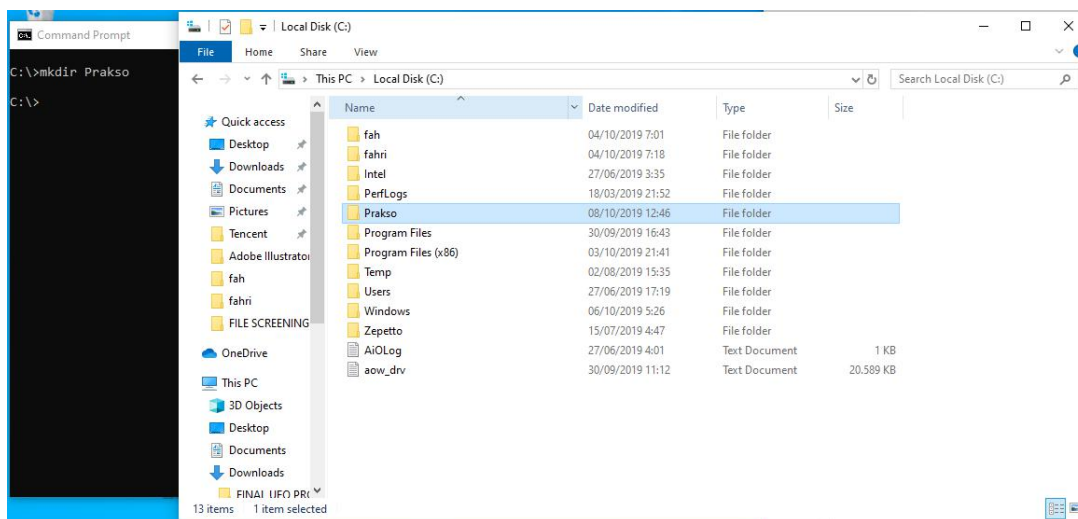 Command Prompt
C:\>mkdir Prakso
C:\>
Local Disk (C:)
File Home Share View
This PC > Local Disk (C:)
Search Local Disk (C:)
Quick access
Desktop
Downloads
Documents
Pictures
Tencent
Adobe Illustrator
fah
fahri
FILE SCREENING
OneDrive
This PC
3D Objects
Desktop
Documents
Downloads
FINAL UFO PRO
Name Date modified Type Size
fah 04/10/2019 7:01 File folder
fahri 04/10/2019 7:18 File folder
Intel 27/06/2019 3:35 File folder
PerfLogs 18/03/2019 21:52 File folder
Prakso 08/10/2019 12:46 File folder
Program Files 30/09/2019 16:43 File folder
Program Files (x86) 03/10/2019 21:41 File folder
Temp 02/08/2019 15:35 File folder
Users 27/06/2019 17:19 File folder
Windows 06/10/2019 5:26 File folder
Zepetto 15/07/2019 4:47 File folder
AiOLog 27/06/2019 4:01 Text Document 1 KB
aow_drv 30/09/2019 11:12 Text Document 20.589 KB
13 items 1 item selected